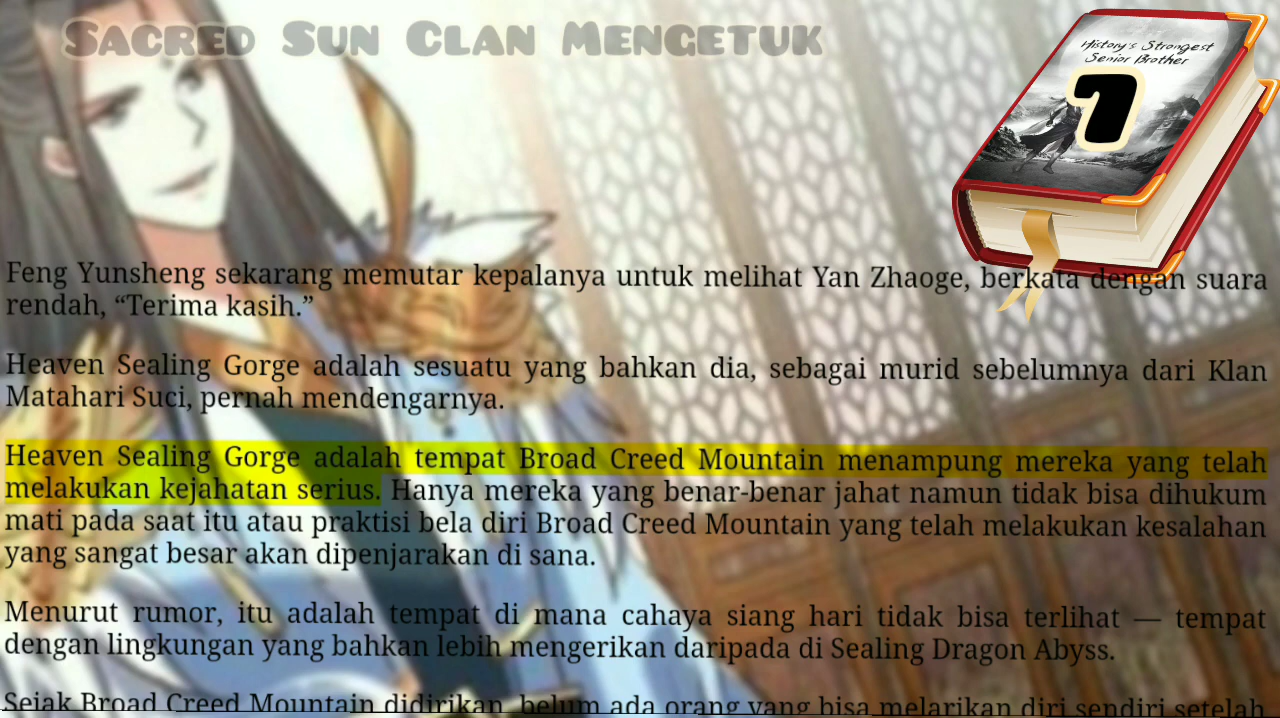 Sacred Sun Clan Mengetuk
History's Strongest
Senior Brother
7
Feng Yunsheng sekarang memutar kepalanya untuk melihat Yan Zhaoge, berkata dengan suara
rendah, “Terima kasih.”
Heaven Sealing Gorge adalah sesuatu yang bahkan dia, sebagai murid sebelumnya dari Klan
Matahari Suci, pernah mendengarnya.
Heaven Sealing Gorge adalah tempat Broad Creed Mountain menampung mereka yang telah
melakukan kejahatan serius. Hanya mereka yang benar-benar jahat namun tidak bisa dihukum
mati pada saat itu atau praktisi bela diri Broad Creed Mountain yang telah melakukan kesalahan
yang sangat besar akan dipenjarakan di sana.
Menurut rumor, itu adalah tempat di mana cahaya siang hari tidak bisa terlihat — tempat
dengan lingkungan yang bahkan lebih mengerikan daripada di Sealing Dragon Abyss.
Sejak Broad Creed Mountain didirikan, belum ada orang yang bisa melarikan diri sendiri setelah